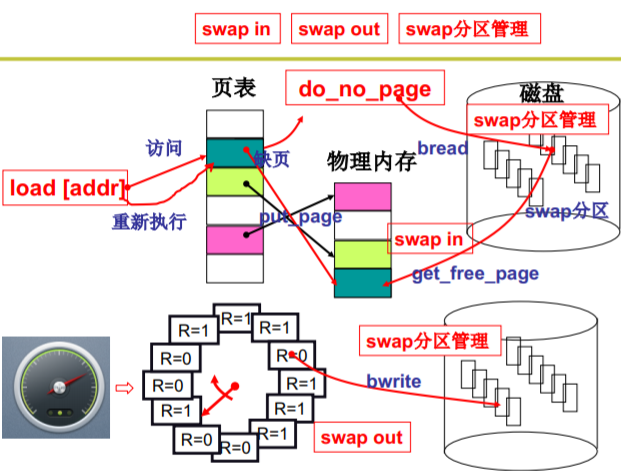 swap in
swap out
swap分区管理
页表
do_no_page
磁盘
swap分区管理
访问
缺页
物理内存
bread
load [addr]
重新执行
put_page
swap分区
swap in
get_free_page
R=1
R=1
R=1
R=0
R=0
R=0
R=1
R=1
R=1
R=0
R=0
R=1
swap分区管理
bwrite
swap out